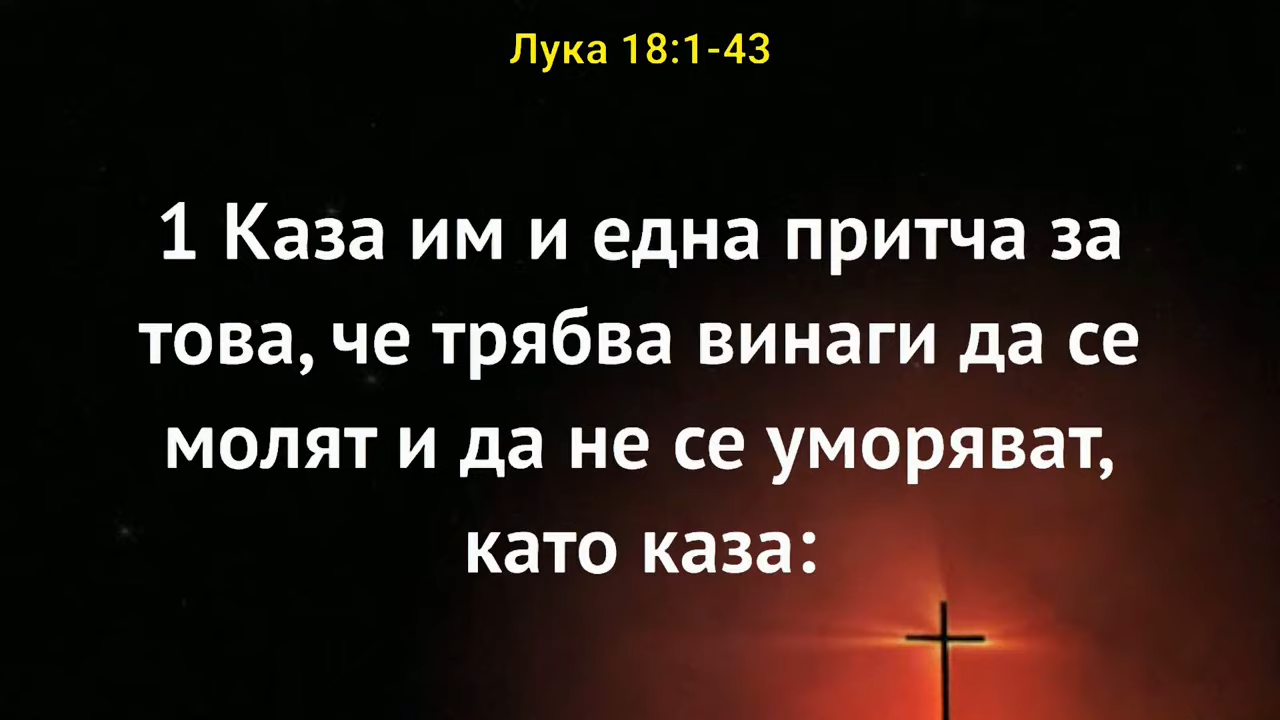 Лука 18:1-43
1 Каза им и една притча за
това, че трябва винаги да се
молят и да не се уморяват,
като каза: